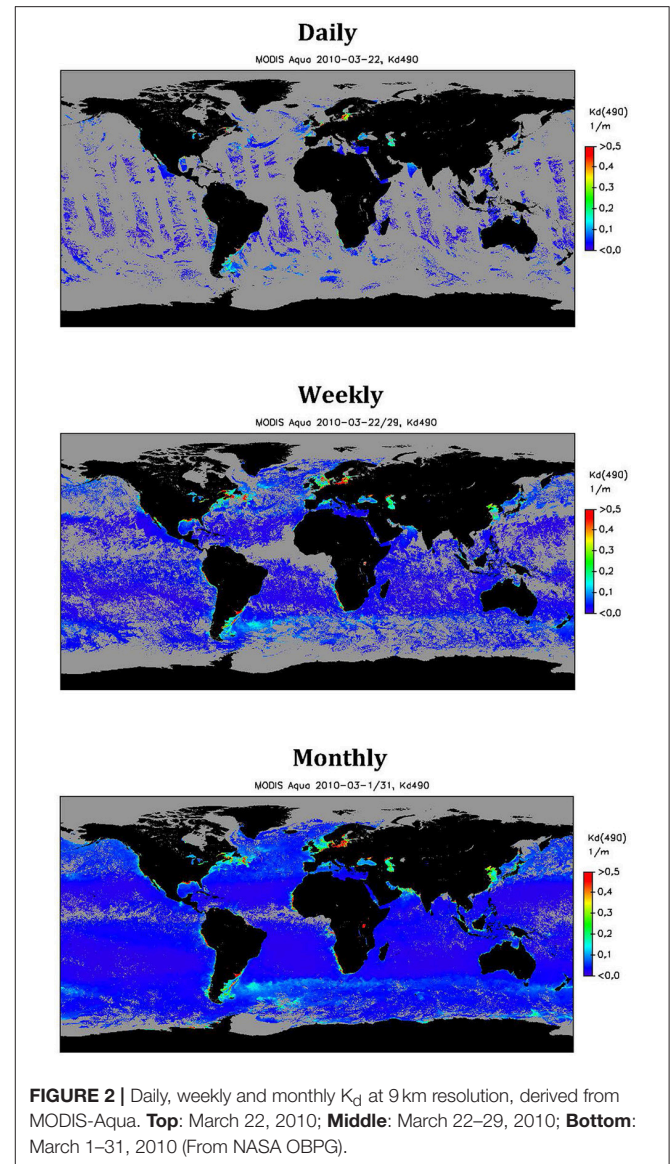 Daily
MODIS Aqua 2010-03-22, Kd490
Kd(490)
1/m
>0,5
0,4
0,3
0,2
0,1
<0,0
Weekly
MODIS Aqua 2010-03-22/29, Kd490
Kd(490)
1/m
>0,5
0,4
0,3
0,2
0,1
<0,0
Monthly
MODIS Aqua 2010-03-1/31, Kd490
Kd(490)
1/m
>0,5
0,4
0,3
0,2
0,1
<0,0
FIGURE 2 | Daily, weekly and monthly Kd at 9 km resolution, derived from
MODIS-Aqua. Top: March 22, 2010; Middle: March 22–29, 2010; Bottom:
March 1–31, 2010 (From NASA OBPG).